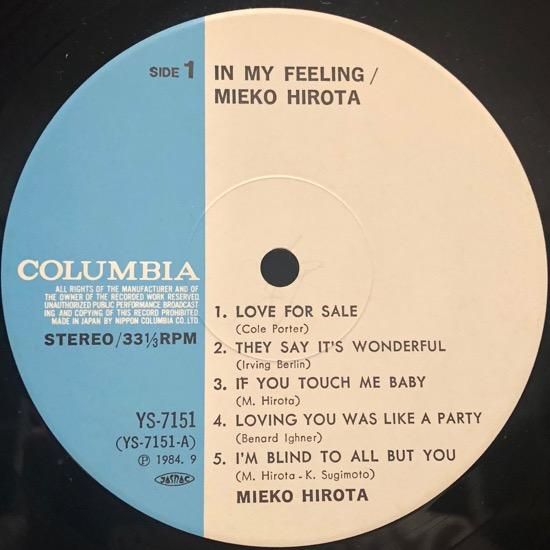 SIDE 1
IN MY FEELING /
MIEKO HIROTA
COLUMBIA
ALL RIGHTS OF THE MANUFACTURER AND OF
THE OWNER OF THE RECORDED WORK RESERVED.
UNAUTHORIZED PUBLIC PERFORMANCE BROADCAST-
ING AND COPYING OF THIS RECORD PROHIBITED.
MADE IN JAPAN BY NIPPON COLUMBIA CO. LTD.
STEREO/33⅓RPM
YS-7151
(YS-7151-A)
℗ 1984. 9
JASRAC
1. LOVE FOR SALE
(Cole Porter)
2. THEY SAY IT'S WONDERFUL
(Irving Berlin)
3. IF YOU TOUCH ME BABY
(M. Hirota)
4. LOVING YOU WAS LIKE A PARTY
(Benard Ighner)
5. I'M BLIND TO ALL BUT YOU
(M. Hirota - K. Sugimoto)
MIEKO HIROTA